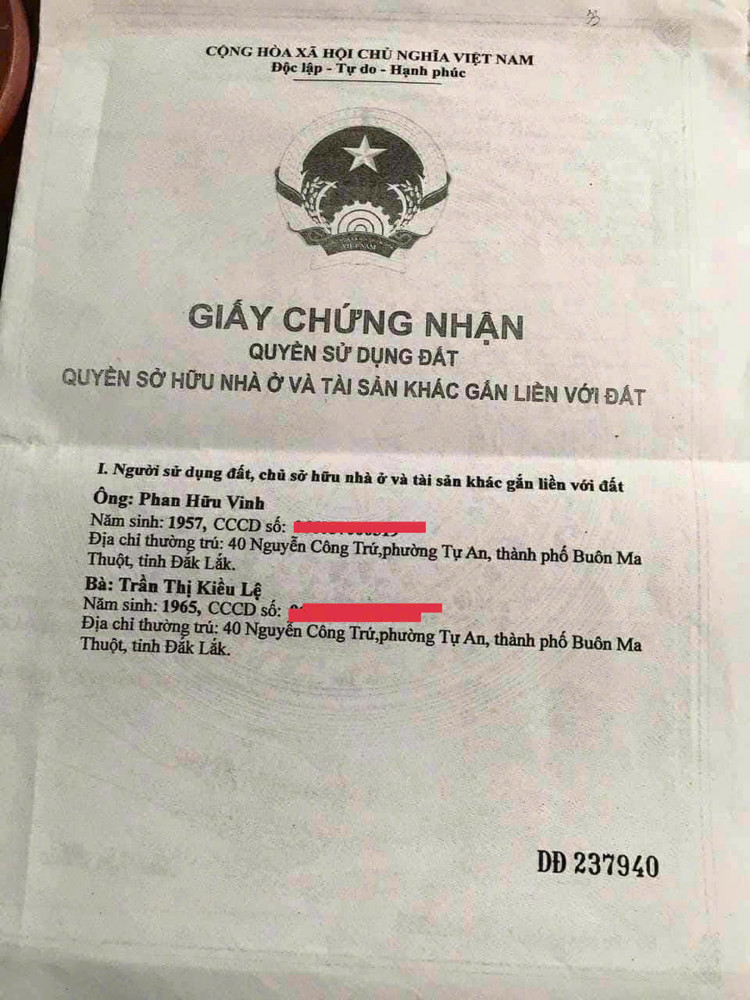 CỘNG HÒA XÃ HỘI CHỦ NGHĨA VIỆT NAM
Độc lập - Tự do - Hạnh phúc
VIỆT NAM
GIẤY CHỨNG NHẬN
QUYỀN SỬ DỤNG ĐẤT
QUYỀN SỞ HỮU NHÀ Ở VÀ TÀI SẢN KHÁC GẮN LIỀN VỚI ĐẤT
I. Người sử dụng đất, chủ sở hữu nhà ở và tài sản khác gắn liền với đất
Ông: Phan Hữu Vinh
Năm sinh: 1957, CCCD số:
Địa chỉ thường trú: 40 Nguyễn Công Trứ,phường Tự An, thành phố Buôn Ma
Thuột, tỉnh Đắk Lắk.
Bà: Trần Thị Kiều Lệ
Năm sinh: 1965, CCCD số:
Địa chỉ thường trú: 40 Nguyễn Công Trứ,phường Tự An, thành phố Buôn Ma
Thuột, tỉnh Đắk Lắk.
DĐ 237940